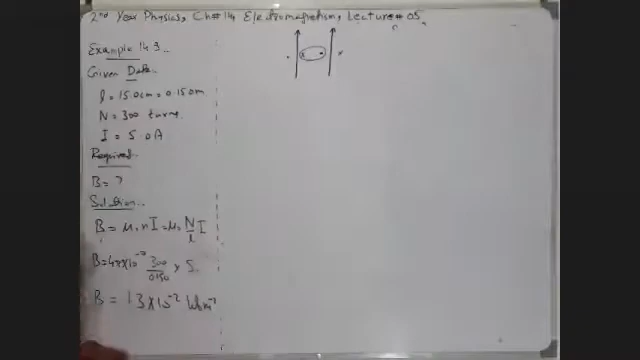 2nd Year Physics, Ch# 14 Electromagnetism, Lecture# 05
Example 14.3
Given Data
l = 15.0cm = 0.150m
N = 300 turns
I = 5.0A
Required
B = ?
Solution
B = μ₀ n I = μ₀ N/l I
B = 4π×10⁻⁷ 300/0.150 × 5
B = 1.3 × 10⁻² Wbm⁻²